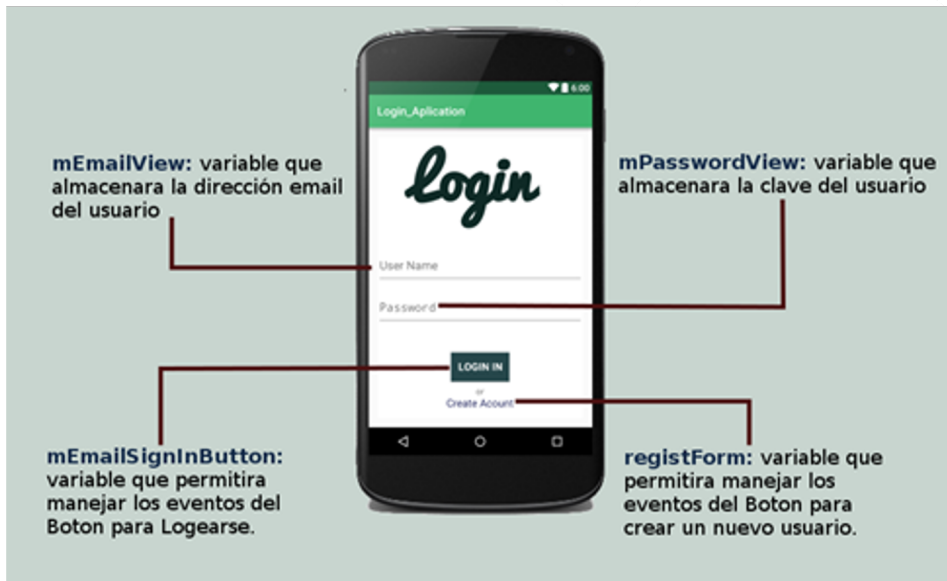 6:00
Login_Aplication
Login
mEmailView: variable que
almacenara la dirección email
del usuario
mPasswordView: variable que
almacenara la clave del usuario
User Name
Password
LOGIN IN
or
Create Acount
mEmailSignInButton:
variable que permitira
manejar los eventos del
Boton para Logearse.
registForm: variable que
permitira manejar los
eventos del Boton para
crear un nuevo usuario.